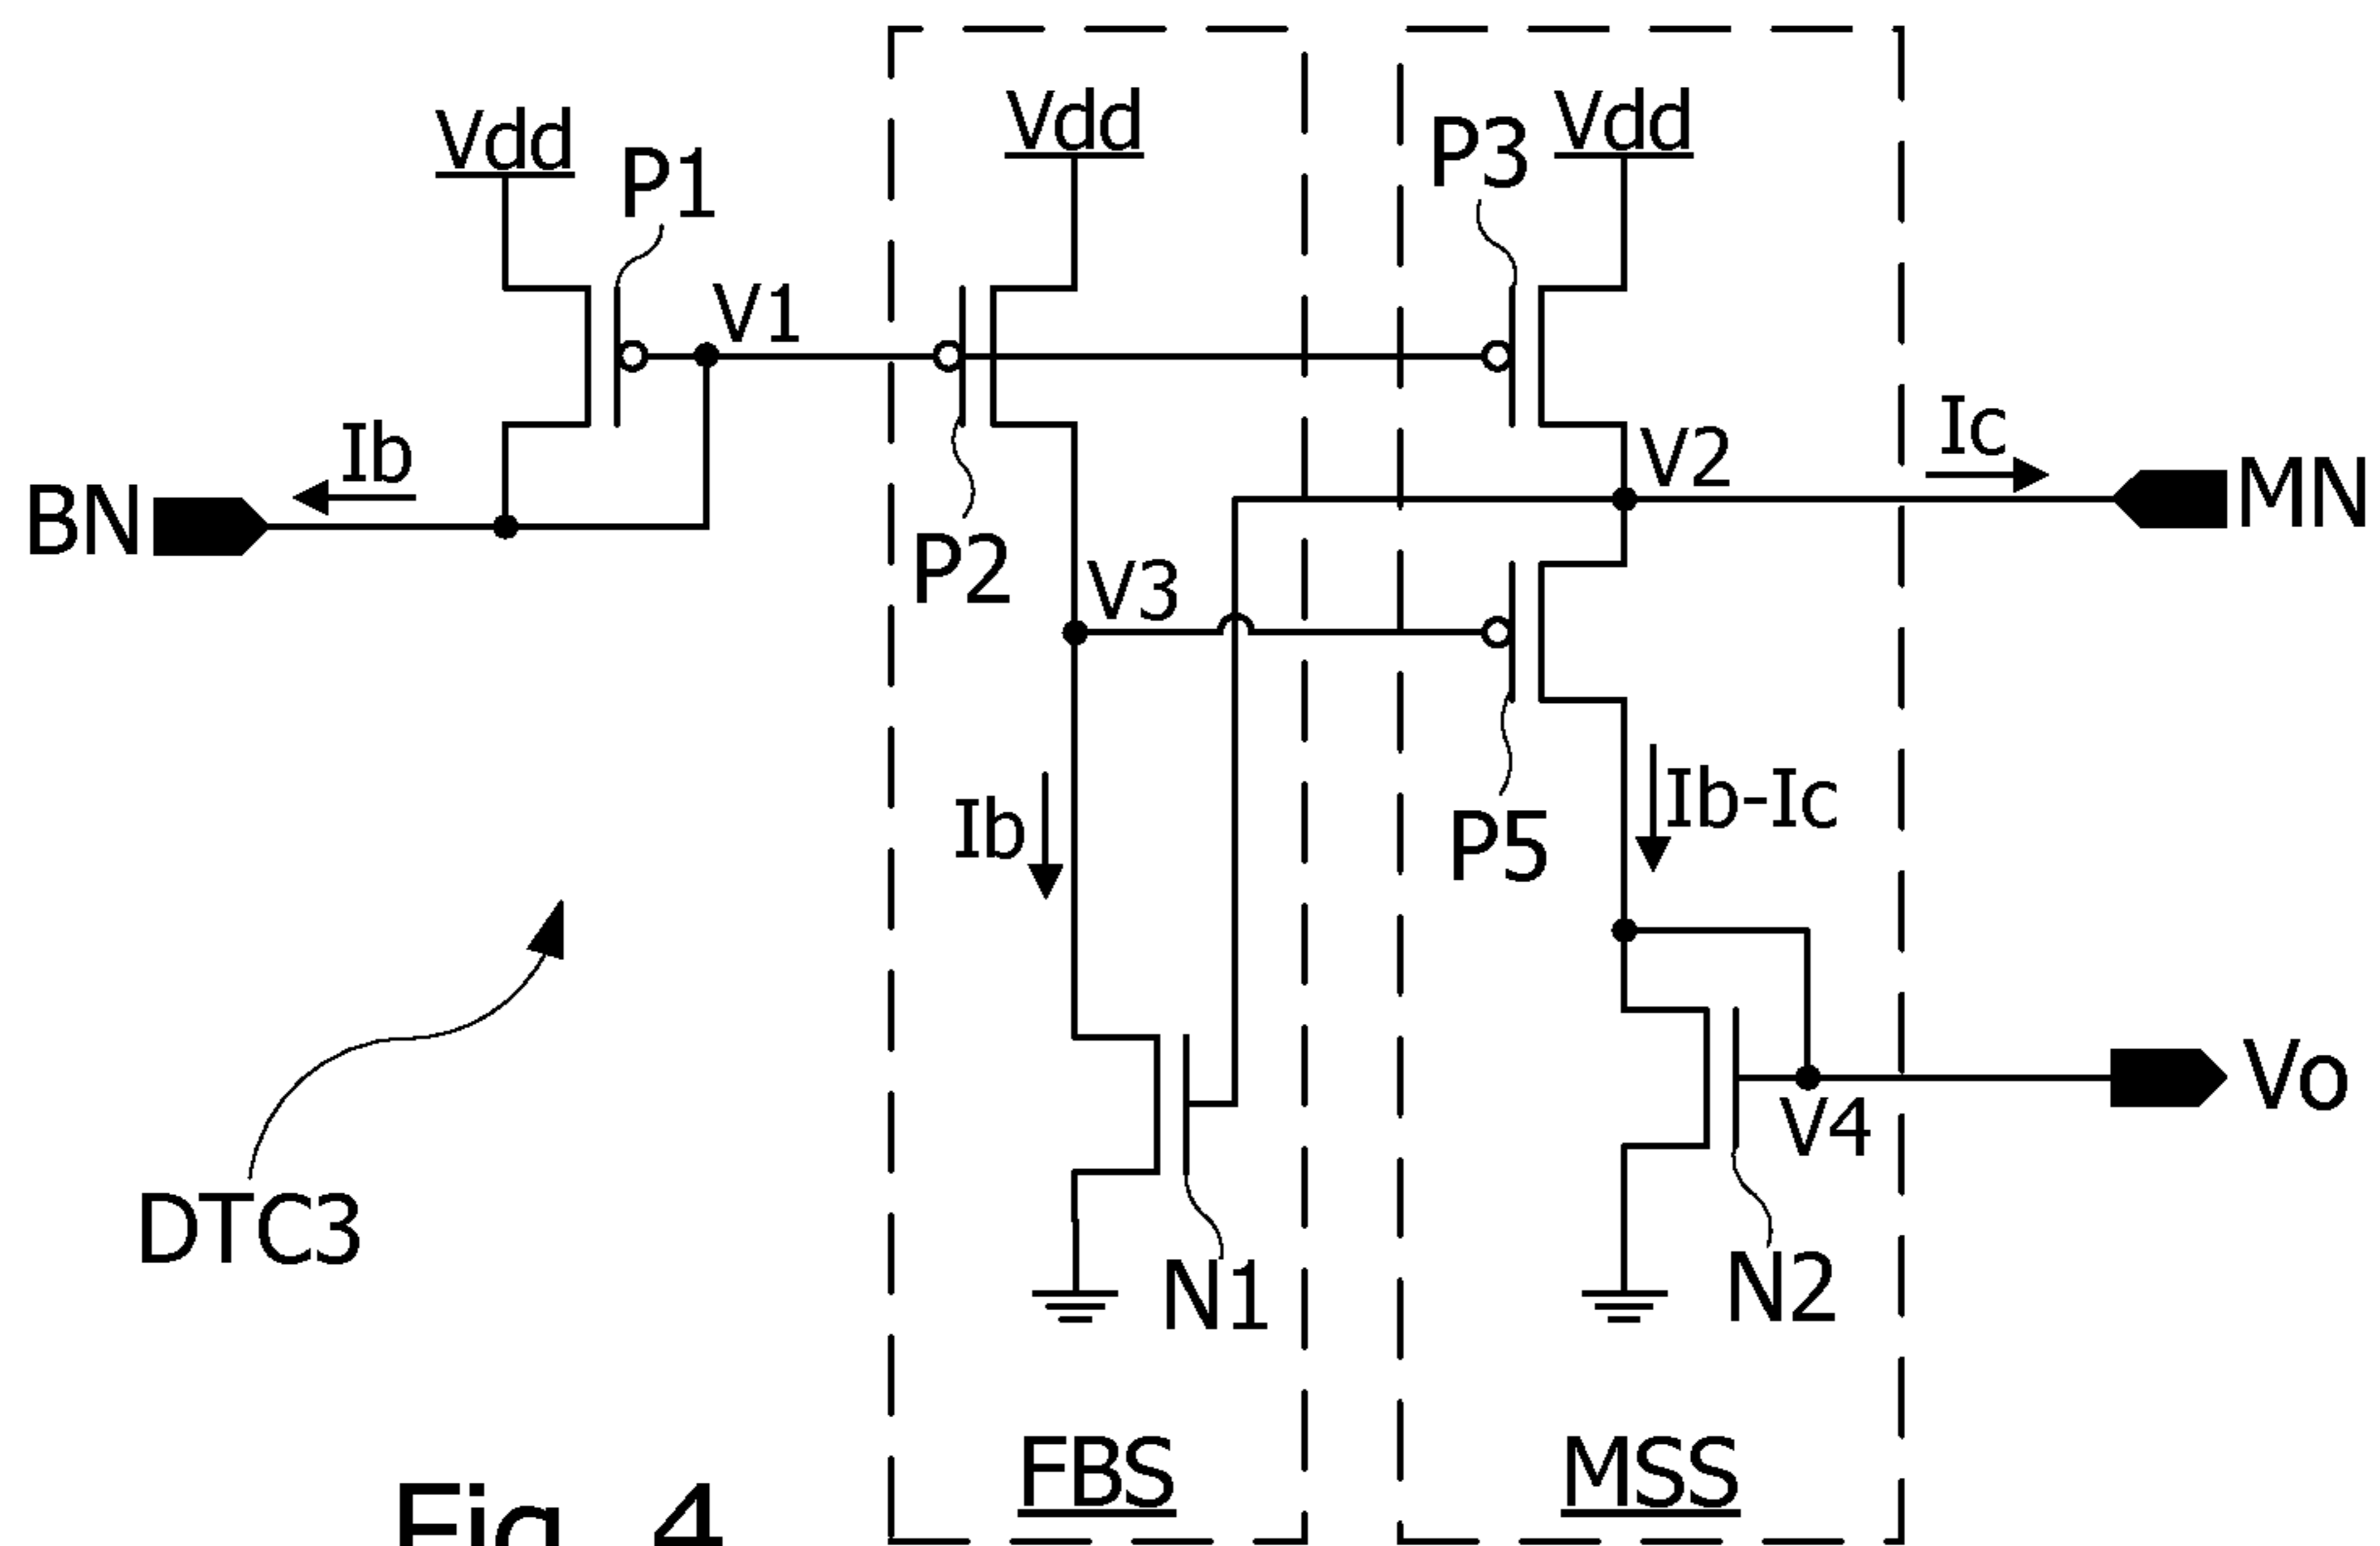 Vdd
Vdd
Vdd
P1
P3
V1
Ib
Ic
V2
BN
MN
P2
V3
Ib
Ib-Ic
P5
Vo
V4
DTC3
N1
N2
FBS
MSS
Fig. 4